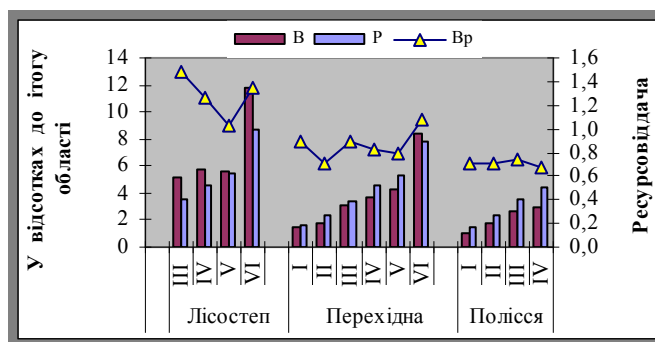 В Р Вр
У відсотках до ітогу
області
14
12
10
8
6
4
2
0
1,6
1,4
1,2
1,0
0,8
0,6
0,4
0,2
0,0
Ресурсовіддача
III IV V VI I II III IV V VI I II III IV
Лісостеп Перехідна Полісся